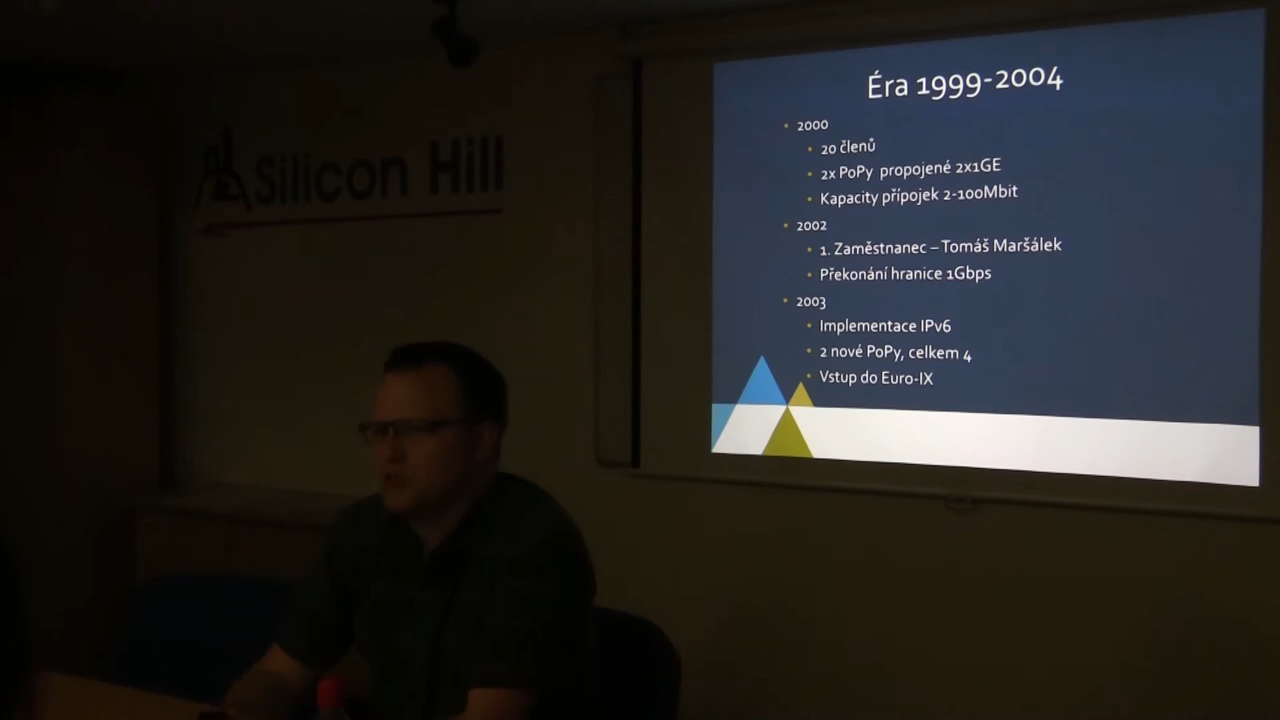 Silicon Hill
Éra 1999-2004
2000
20 členů
2x PoPy propojené 2x1GE
Kapacity přípojek 2-100Mbit
2002
1. Zaměstnanec – Tomáš Maršálek
Překonání hranice 1Gbps
2003
Implementace IPv6
2 nové PoPy, celkem 4
Vstup do Euro-IX